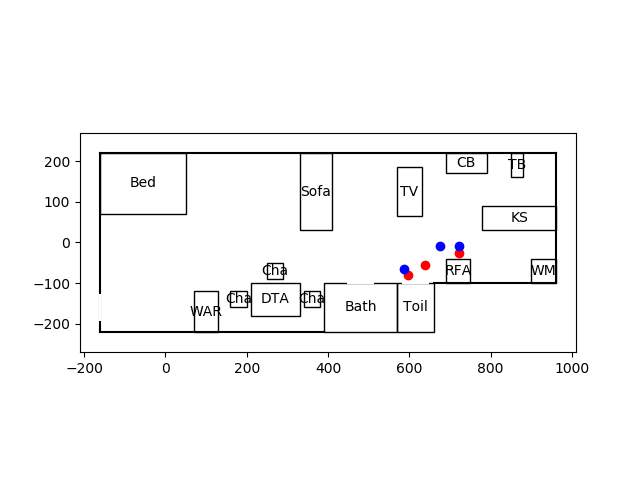 200
100
0
−100
−200
Bed
Sofa
TV
CB
TB
KS
Cha
Cha
Cha
DTA
WAR
Bath
Toil
RFA
WM
−200
0
200
400
600
800
1000